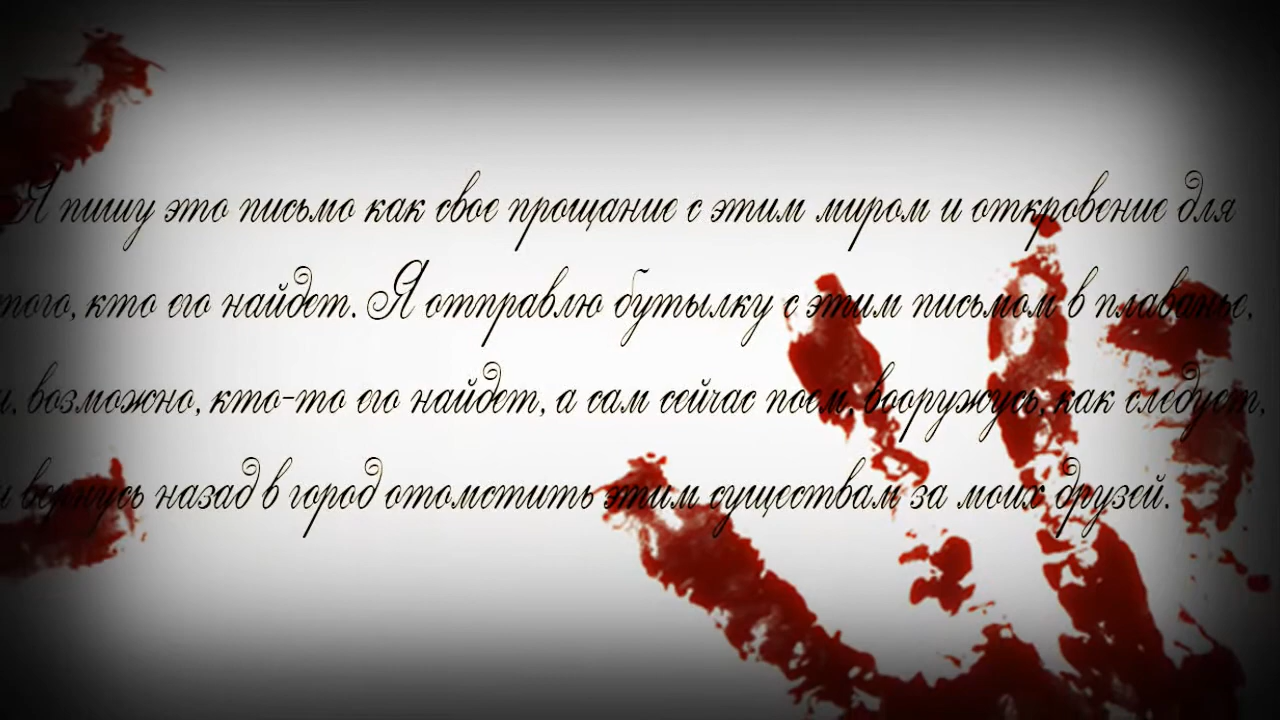 Я пишу это письмо как свое прощание с этим миром и откровение для
того, кто его найдет. Я отправлю бутылку с этим письмом в плаванье,
и, возможно, кто-то его найдет, а сам сейчас поем, вооружусь, как следует,
и вернусь назад в город отомстить этим существам за моих друзей.